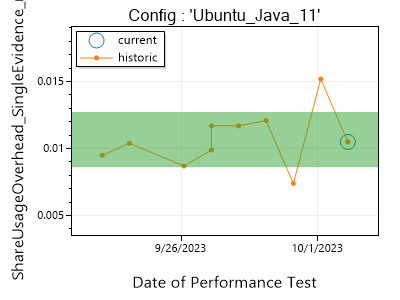 Config : 'Ubuntu_Java_11'
current
historic
ShareUsageOverhead_SingleEvidence_
0.015
0.01
0.005
9/26/2023
10/1/2023
Date of Performance Test